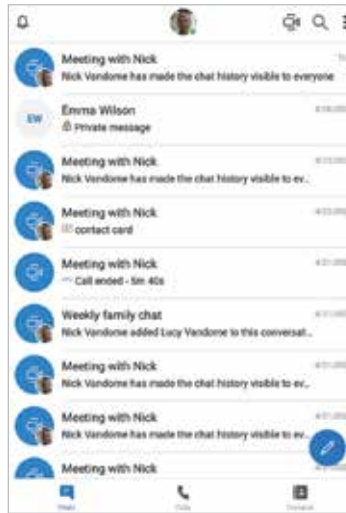 Meeting with Nick
Nick Vandome has made the chat history visible to everyone
EW
Emma Wilson
Private message
Meeting with Nick
Nick Vandome has made the chat history visible to ev..
Meeting with Nick
contact card
Meeting with Nick
Call ended - 5m 40s
Weekly family chat
Nick Vandome added Lucy Vandome to this conversat..
Meeting with Nick
Nick Vandome has made the chat history visible to ev..
Meeting with Nick
Nick Vandome has made the chat history visible to ev..
Meeting with Nick
Chats
Calls
Contacts